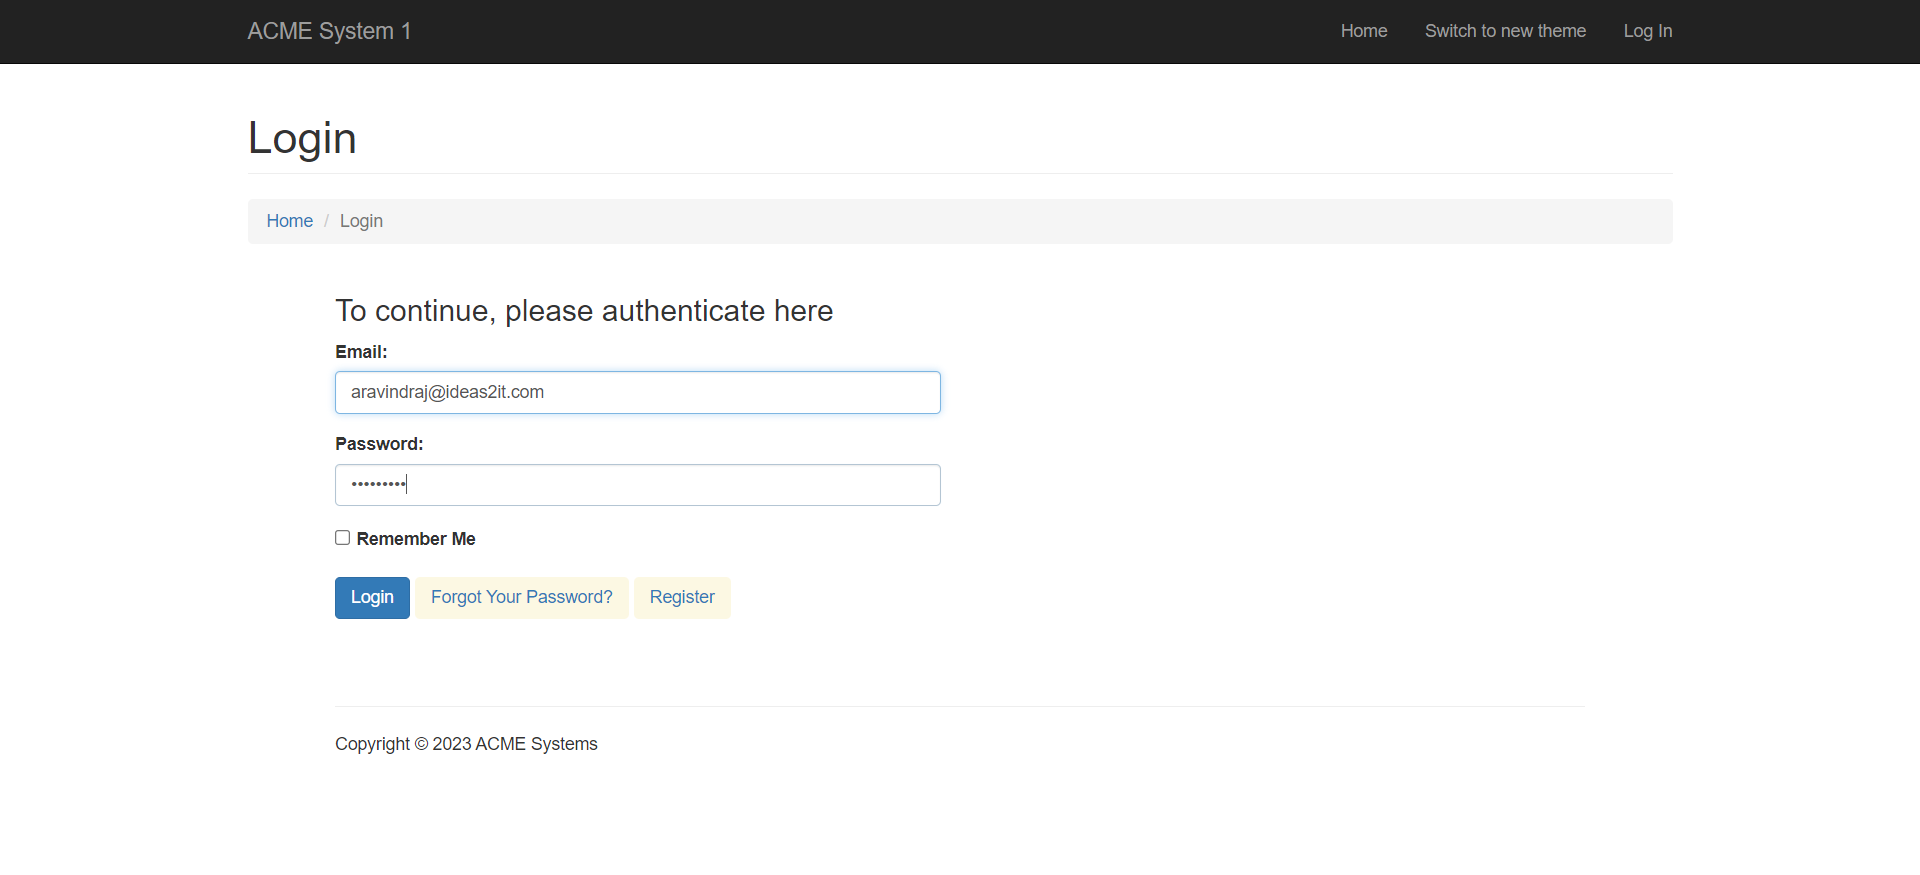 ACME System 1 Home Switch to new theme Log In
Login
Home / Login
To continue, please authenticate here
Email:
aravindraj@ideas2it.com
Password:
•••••••••
Remember Me
Login Forgot Your Password? Register
Copyright © 2023 ACME Systems